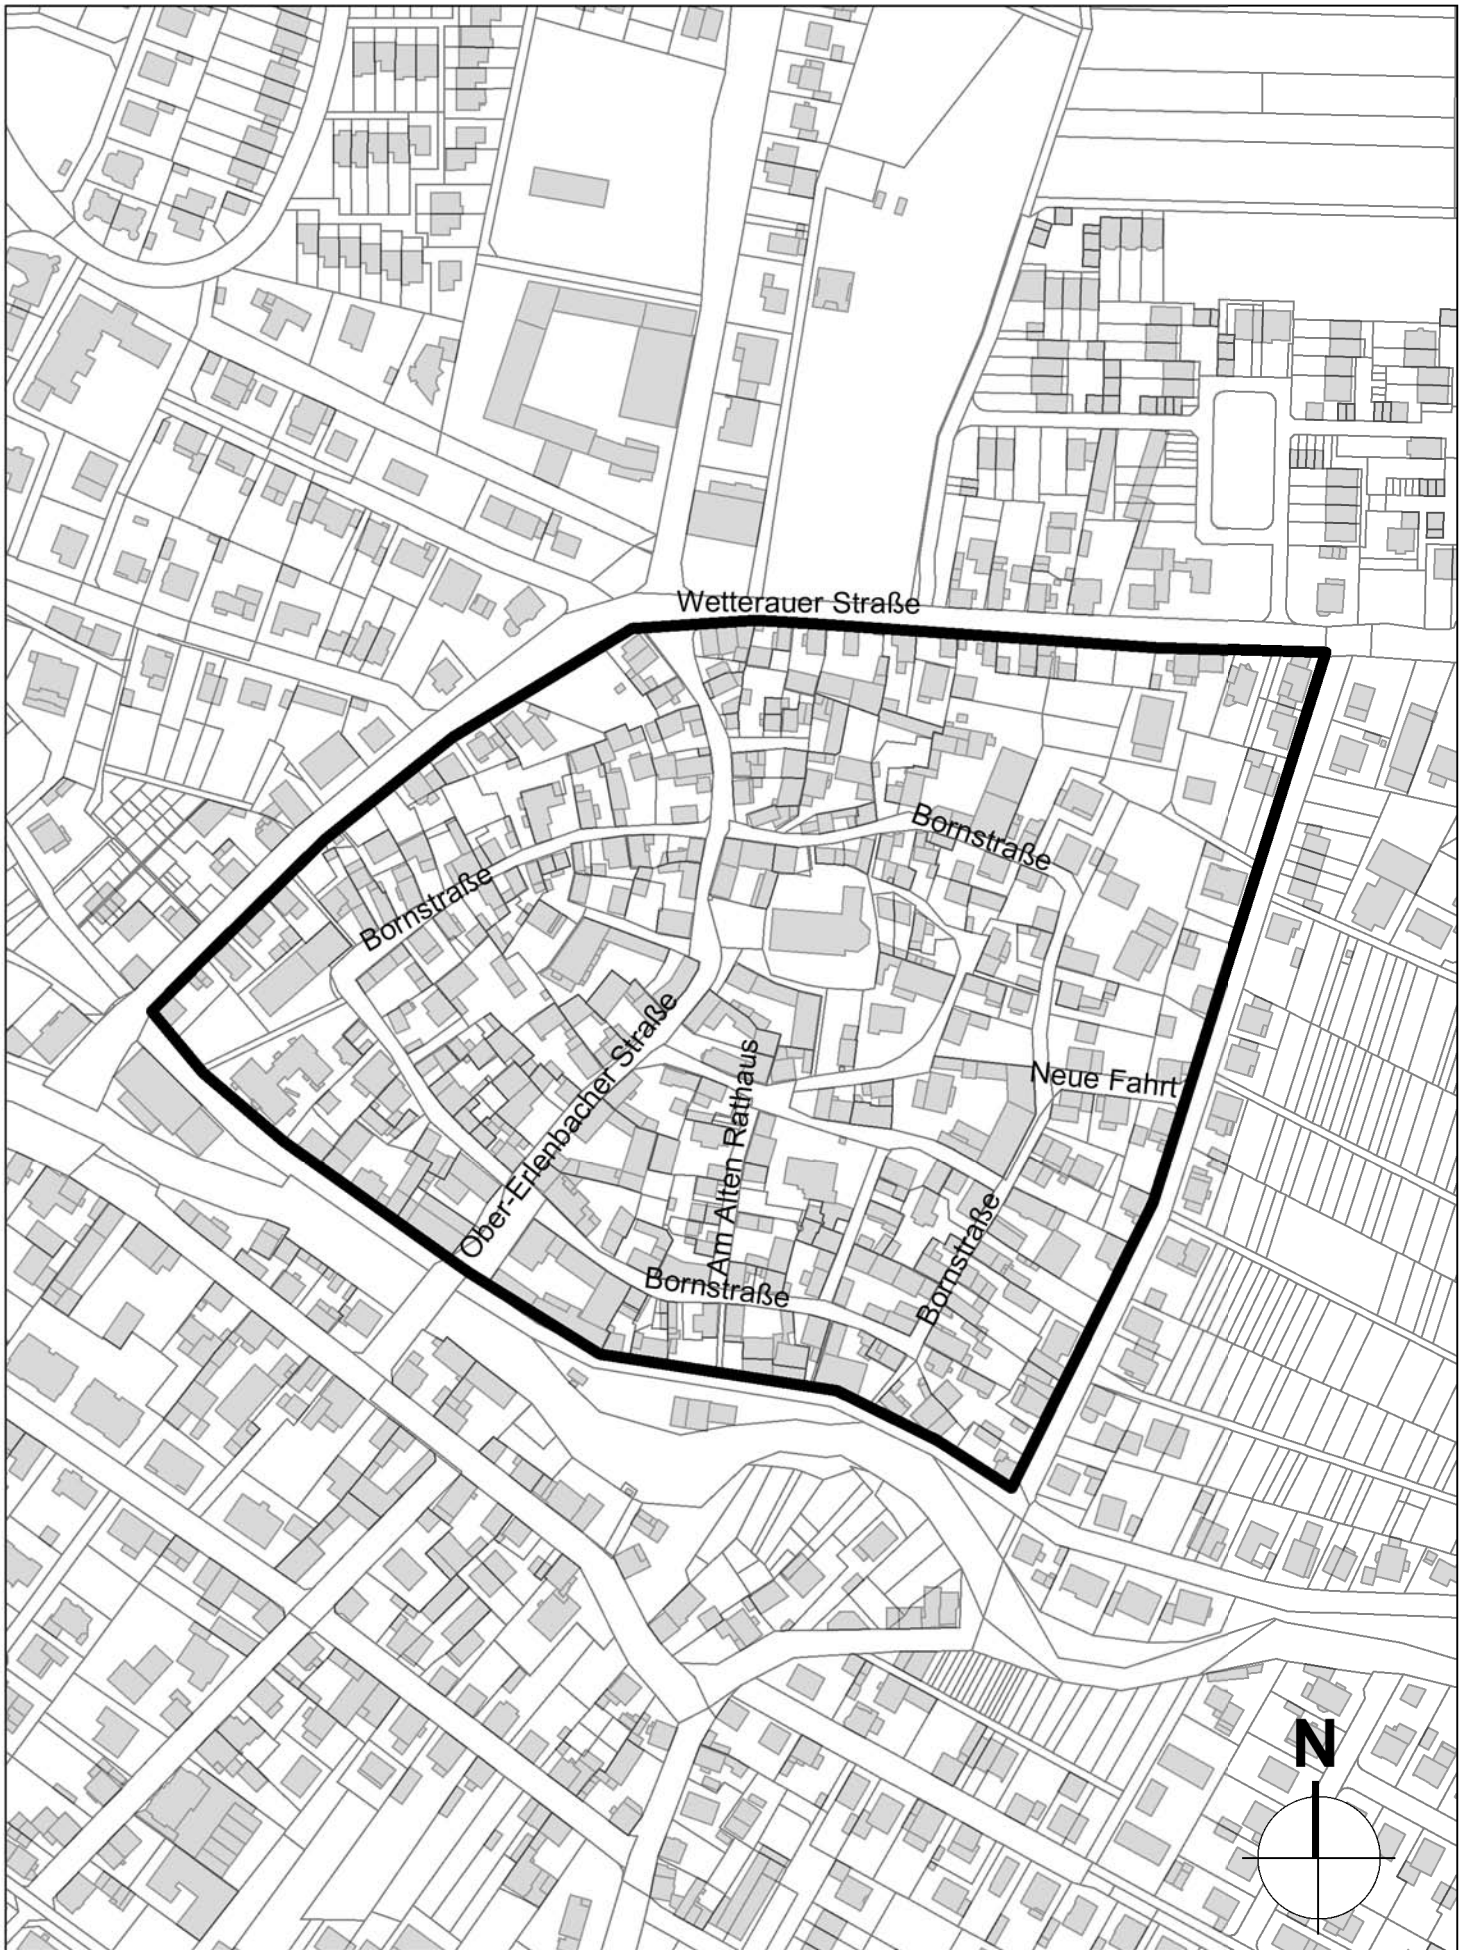 Wetterauer Straße
Bornstraße
Bornstraße
Ober-Erlenbacher Straße
Am Alten Rathaus
Neue Fahrt
Bornstraße
Bornstraße
N